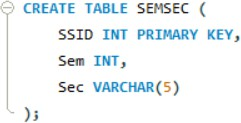 CREATE TABLE SEMSEC (
SSID INT PRIMARY KEY,
Sem INT,
Sec VARCHAR(5)
);